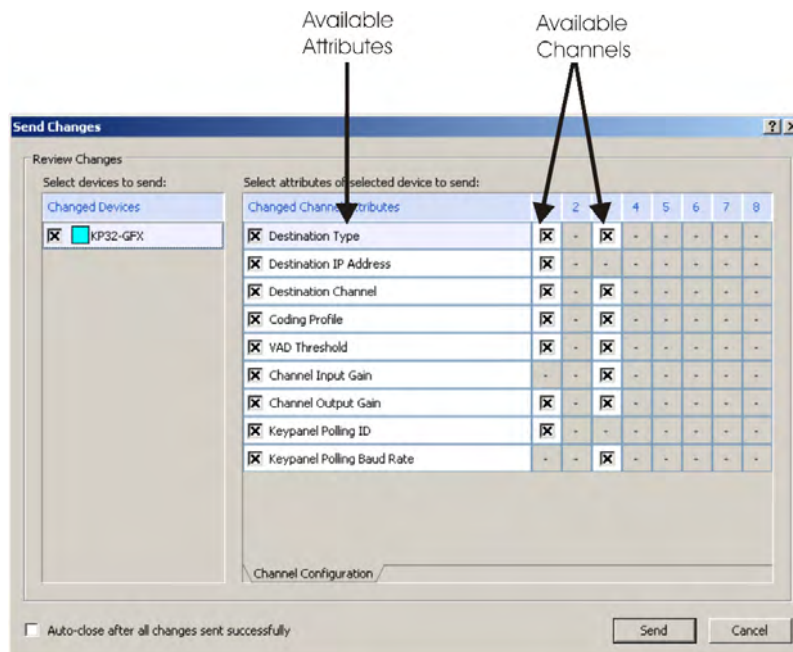 Available Attributes
Available Channels
Send Changes
Review Changes
Select devices to send:
Select attributes of selected device to send:
Changed Devices
Changed Channel Attributes 2 4 5 6 7 8
KP32-GFX
Destination Type
Destination IP Address
Destination Channel
Coding Profile
VAD Threshold
Channel Input Gain
Channel Output Gain
Keypanel Polling ID
Keypanel Polling Baud Rate
Channel Configuration
Auto-close after all changes sent successfully
Send
Cancel